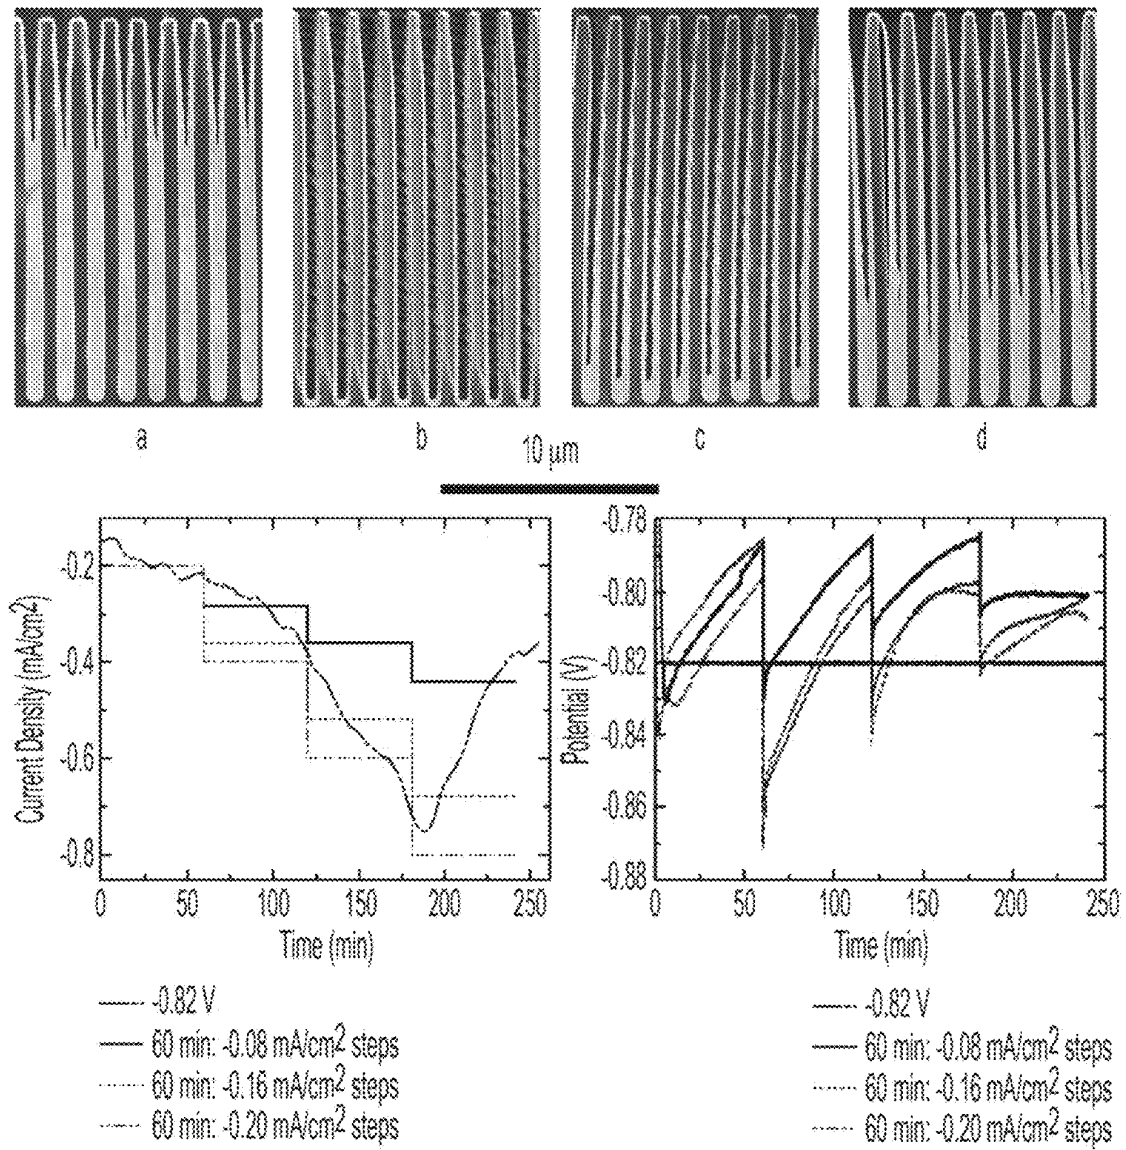 a b c d
10 µm
-0.2
-0.4
-0.6
-0.8
0 50 100 150 200 250
Current Density (mA/cm2)
Time (min)
-0.78
-0.80
-0.82
-0.84
-0.86
-0.88
0 50 100 150 200 250
Potential (V)
Time (min)
-0.82 V
60 min: -0.08 mA/cm2 steps
60 min: -0.16 mA/cm2 steps
60 min: -0.20 mA/cm2 steps
-0.82 V
60 min: -0.08 mA/cm2 steps
60 min: -0.16 mA/cm2 steps
60 min: -0.20 mA/cm2 steps